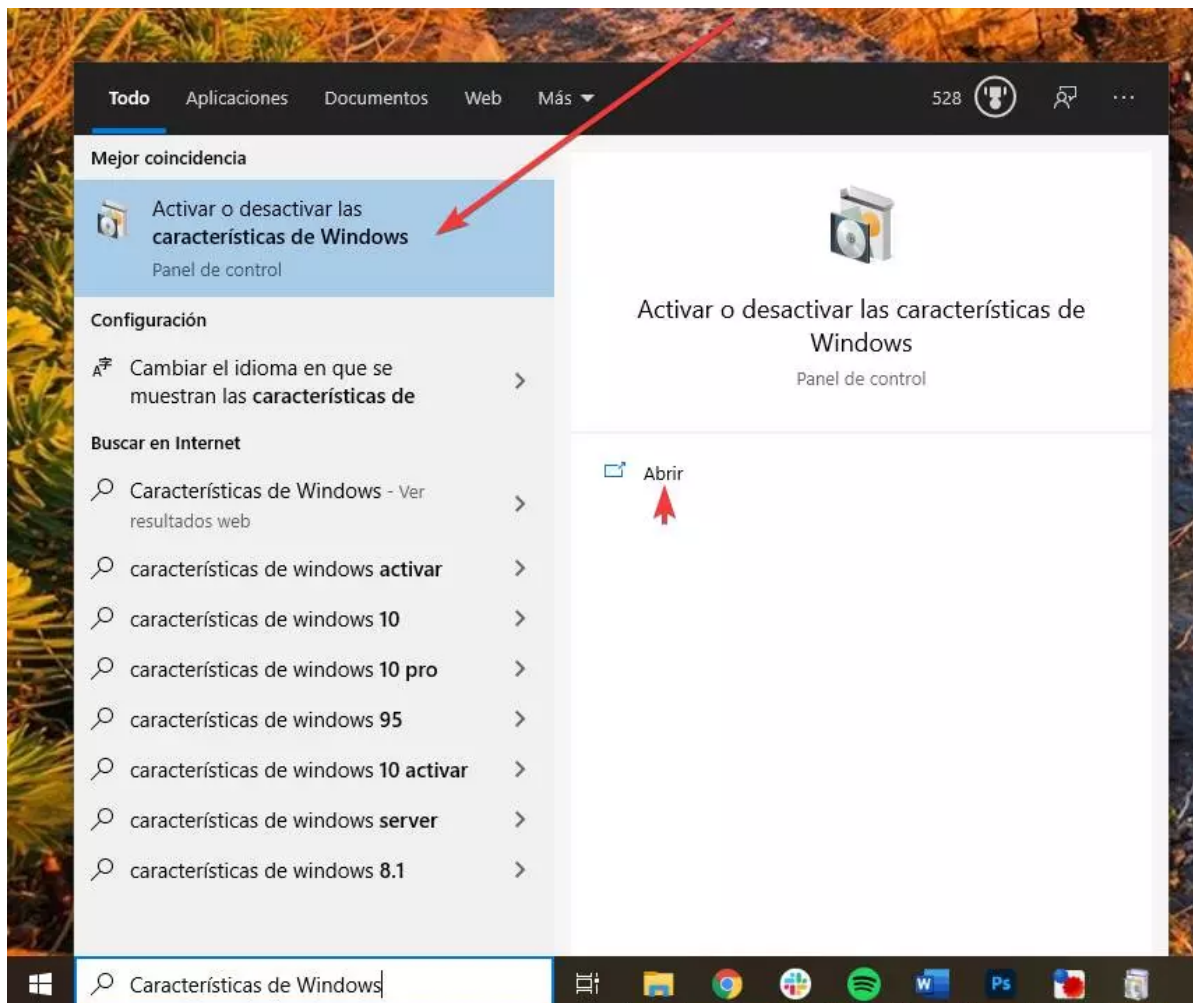 Todo Aplicaciones Documentos Web Más 528
Mejor coincidencia
Activar o desactivar las
características de Windows
Panel de control
Configuración
Cambiar el idioma en que se
muestran las características de
Buscar en Internet
Características de Windows - Ver
resultados web
características de windows activar
características de windows 10
características de windows 10 pro
características de windows 95
características de windows 10 activar
características de windows server
características de windows 8.1
Activar o desactivar las características de
Windows
Panel de control
Abrir
Características de Windows
W Ps